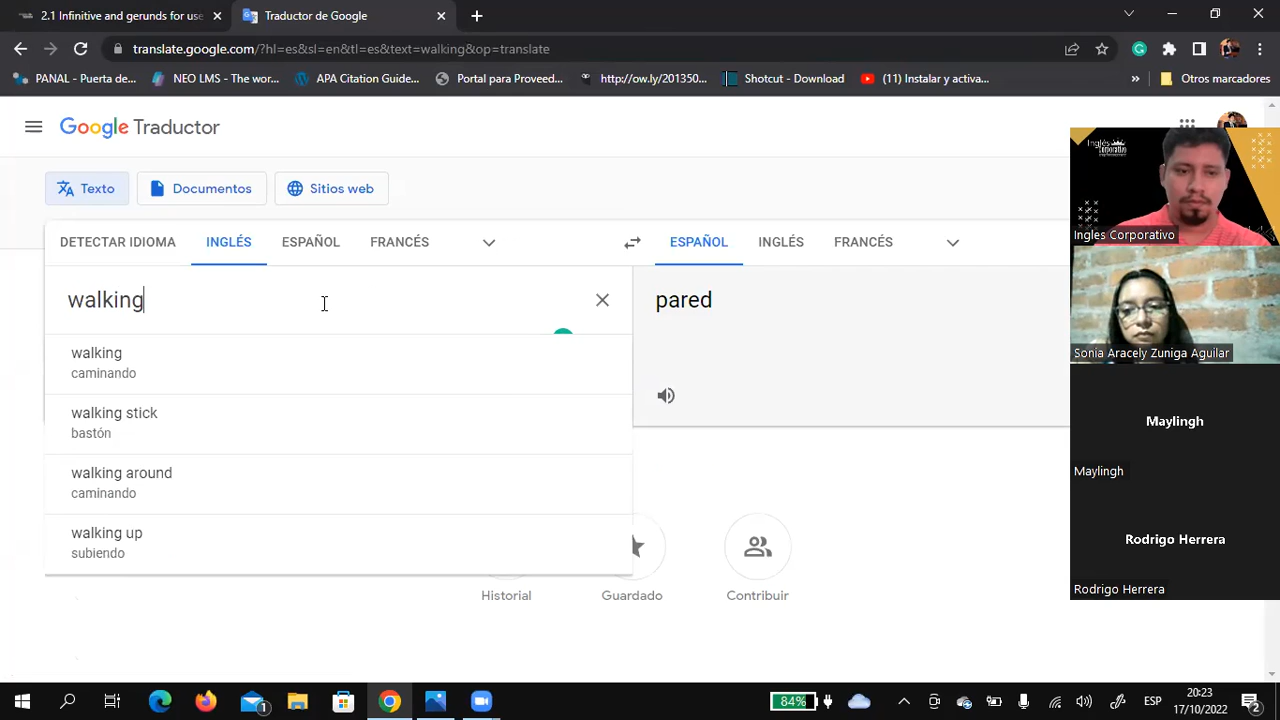 2.1 Infinitive and gerunds for use
Traductor de Google
translate.google.com/?hl=es&sl=en&tl=es&text=walking&op=translate
PANAL - Puerta de...
NEO LMS - The wor...
APA Citation Guide...
Portal para Proveed...
http://ow.ly/201350...
Shotcut - Download
(11) Instalar y activa...
»
Otros marcadores
Google Traductor
Texto
Documentos
Sitios web
DETECTAR IDIOMA
INGLÉS
ESPAÑOL
FRANCÉS
ESPAÑOL
INGLÉS
FRANCÉS
walking
pared
walking
caminando
walking stick
bastón
walking around
caminando
walking up
subiendo
Historial
Guardado
Contribuir
Inglés
Corporativo
Ingles Corporativo
Sonia Aracely Zuniga Aguilar
Maylingh
Maylingh
Rodrigo Herrera
Rodrigo Herrera
1
84%
ESP
20:23
17/10/2022
2